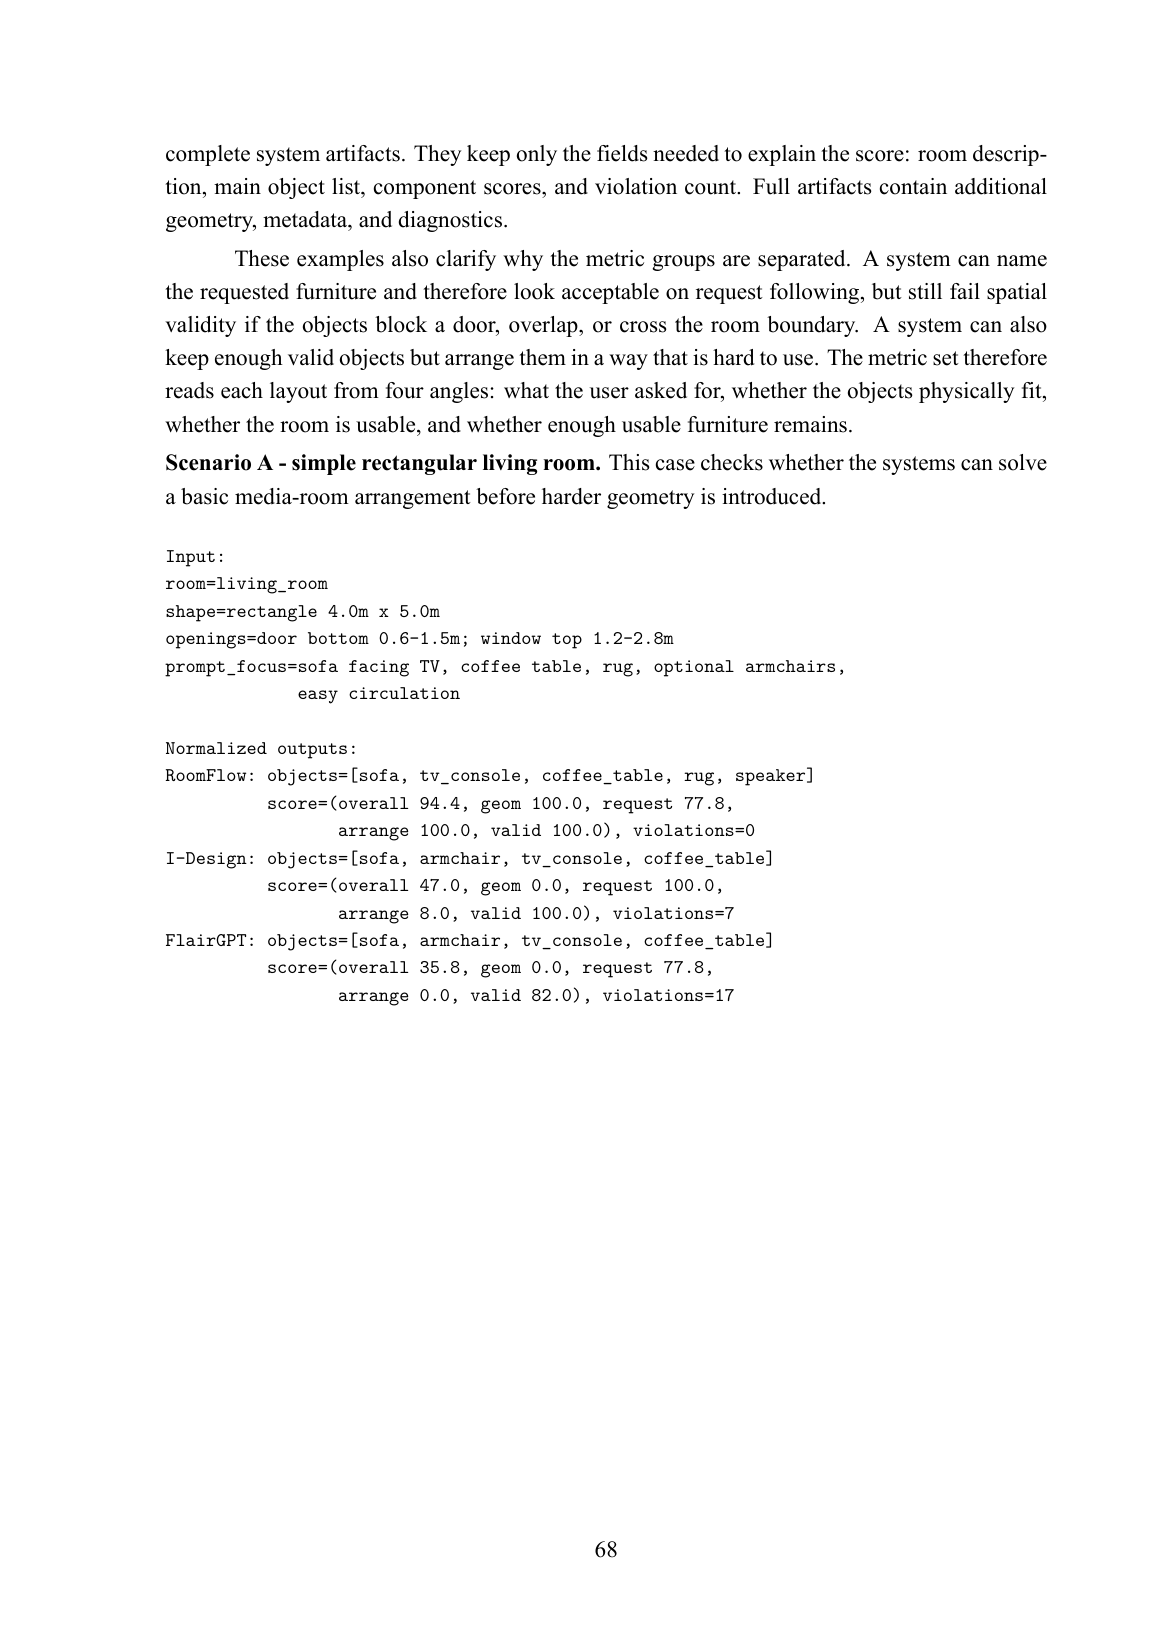 complete system artifacts. They keep only the fields needed to explain the score: room descrip-
tion, main object list, component scores, and violation count. Full artifacts contain additional
geometry, metadata, and diagnostics.
These examples also clarify why the metric groups are separated. A system can name
the requested furniture and therefore look acceptable on request following, but still fail spatial
validity if the objects block a door, overlap, or cross the room boundary. A system can also
keep enough valid objects but arrange them in a way that is hard to use. The metric set therefore
reads each layout from four angles: what the user asked for, whether the objects physically fit,
whether the room is usable, and whether enough usable furniture remains.
Scenario A - simple rectangular living room. This case checks whether the systems can solve
a basic media-room arrangement before harder geometry is introduced.
Input:
room=living_room
shape=rectangle 4.0m x 5.0m
openings=door bottom 0.6-1.5m; window top 1.2-2.8m
prompt_focus=sofa facing TV, coffee table, rug, optional armchairs,
easy circulation
Normalized outputs:
RoomFlow: objects=[sofa, tv_console, coffee_table, rug, speaker]
score=(overall 94.4, geom 100.0, request 77.8,
arrange 100.0, valid 100.0), violations=0
I-Design: objects=[sofa, armchair, tv_console, coffee_table]
score=(overall 47.0, geom 0.0, request 100.0,
arrange 8.0, valid 100.0), violations=7
FlairGPT: objects=[sofa, armchair, tv_console, coffee_table]
score=(overall 35.8, geom 0.0, request 77.8,
arrange 0.0, valid 82.0), violations=17
68